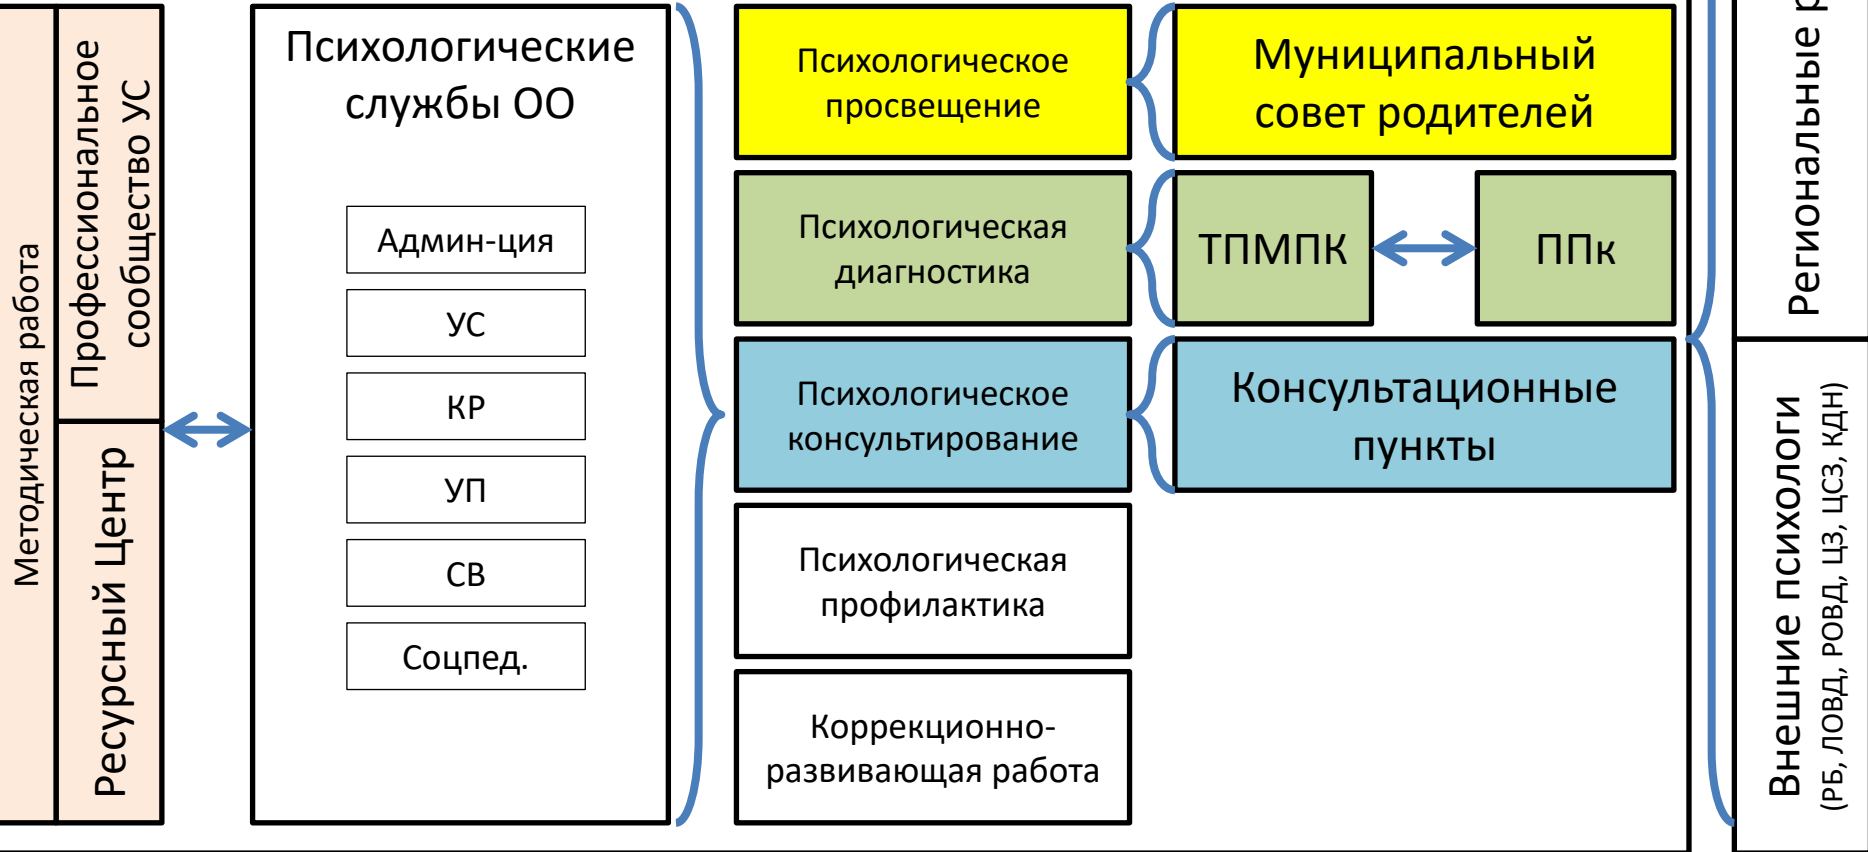 Методическая работа
Профессиональное
сообщество УС
Ресурсный Центр
Психологические
службы ОО
Админ-ция
УС
КР
УП
СВ
Соцпед.
Психологическое
просвещение
Муниципальный
совет родителей
Психологическая
диагностика
ТПМПК
ППк
Психологическое
консультирование
Консультационные
пункты
Психологическая
профилактика
Коррекционно-
развивающая работа
Региональные
Внешние психологи
(РБ, ЛОВД, РОВД, ЦЗ, ЦСЗ, КДН)